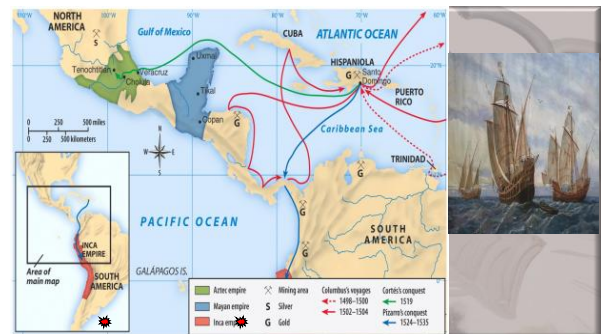 NORTH
AMERICA
Gulf of Mexico
CUBA
ATLANTIC OCEAN
S
Uxmal
HISPANIOLA
20°N
20°N
Tenochtitlán
Veracruz
G
Santo
Domingo
Cholula
Tikal
PUERTO
RICO
Copan
G
0 250 500 miles
0 250 500 kilometers
N
W E
S
Caribbean Sea
TRINIDAD
G
G
PACIFIC OCEAN
G
SOUTH
AMERICA
INCA
EMPIRE
SOUTH
AMERICA
Area of
main map
GALÁPAGOS IS.
Aztec empire
Mayan empire
Inca empire
Mining area
S Silver
G Gold
Columbus's voyages
1498–1500
1502–1504
Cortés's conquest
1519
Pizarro's conquest
1524–1535